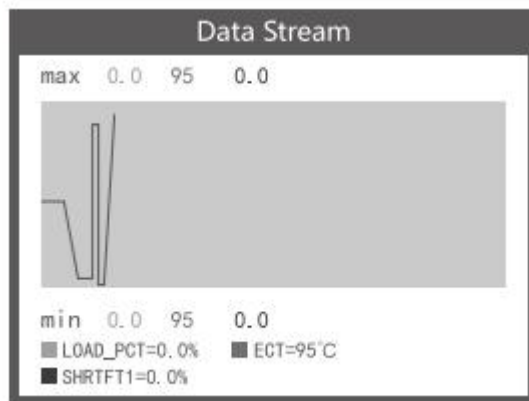 Data Stream
max 0.0 95 0.0
min 0.0 95 0.0
LOAD_PCT=0.0% ECT=95℃
SHRTFT1=0.0%